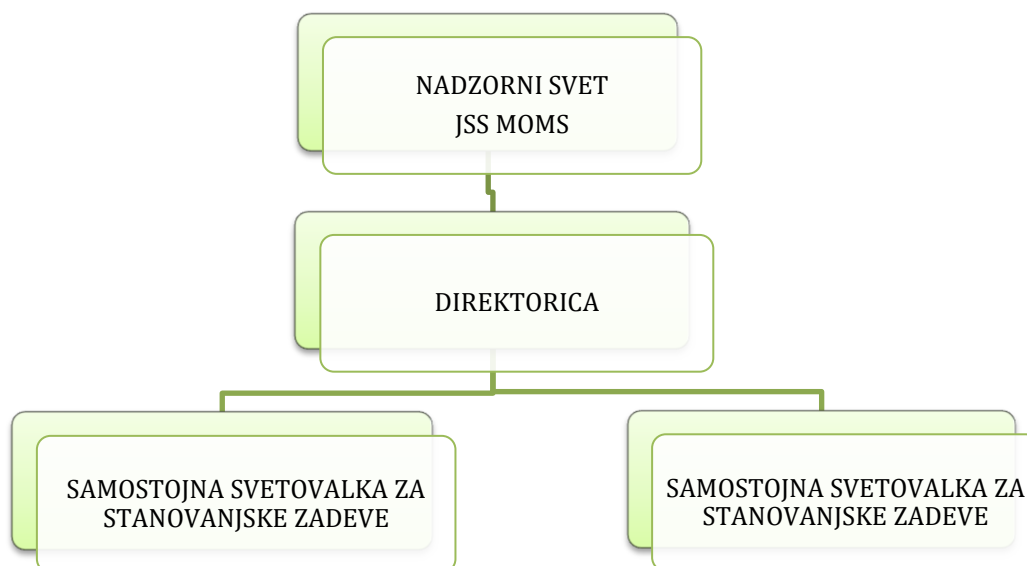 NADZORNI SVET
JSS MOMS
DIREKTORICA
SAMOSTOJNA SVETOVALKA ZA
STANOVANJSKE ZADEVE
SAMOSTOJNA SVETOVALKA ZA
STANOVANJSKE ZADEVE